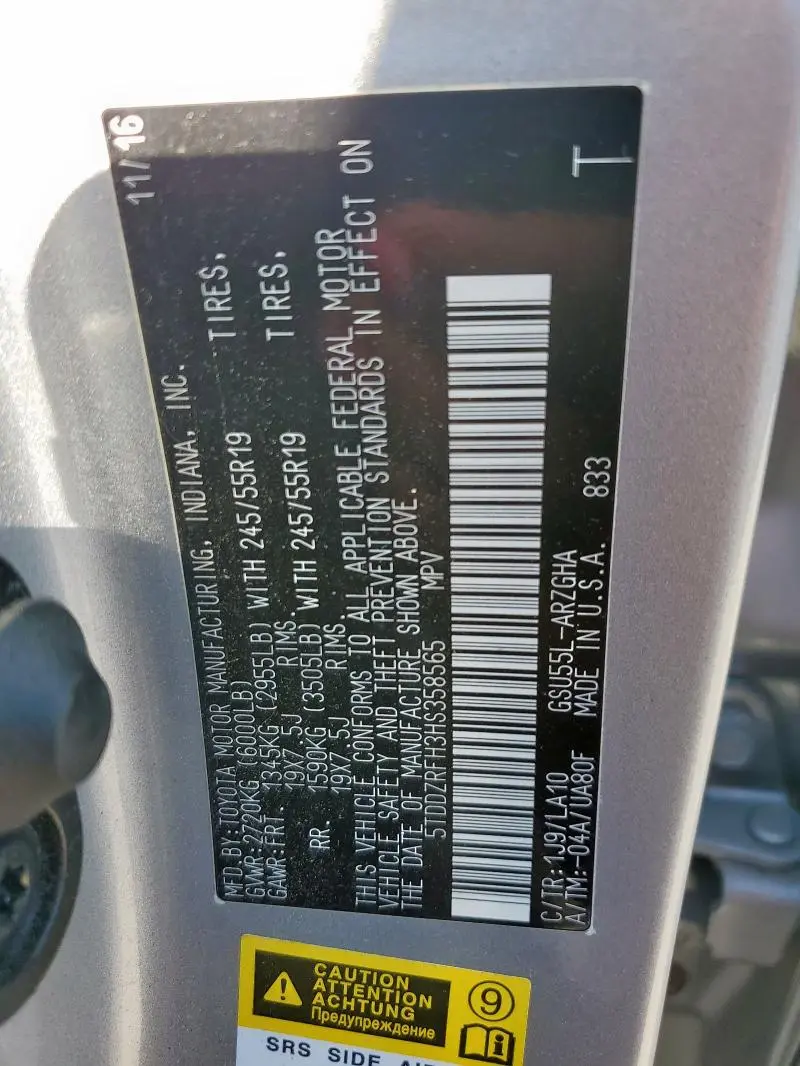 MFD.BY:TOYOTA MOTOR MANUFACTURING, INDIANA, INC. 11/16
GVWR:2720KG (6000LB)
GAWR:FRT. 1345KG (2955LB) WITH 245/55R19 TIRES,
19X7.5J RIMS.
RR. 1590KG (3505LB) WITH 245/55R19 TIRES,
19X7.5J RIMS.
THIS VEHICLE CONFORMS TO ALL APPLICABLE FEDERAL MOTOR
VEHICLE SAFETY AND THEFT PREVENTION STANDARDS IN EFFECT ON
THE DATE OF MANUFACTURE SHOWN ABOVE.
5TDDZRFH3HS358565 MPV
C/TR:1J9/LA10 GSU55L-ARZGHA
A/TM:-04A/UA80F MADE IN U.S.A. 833 T
CAUTION
ATTENTION
ACHTUNG
Предупреждение
9
i
SRS SIDE